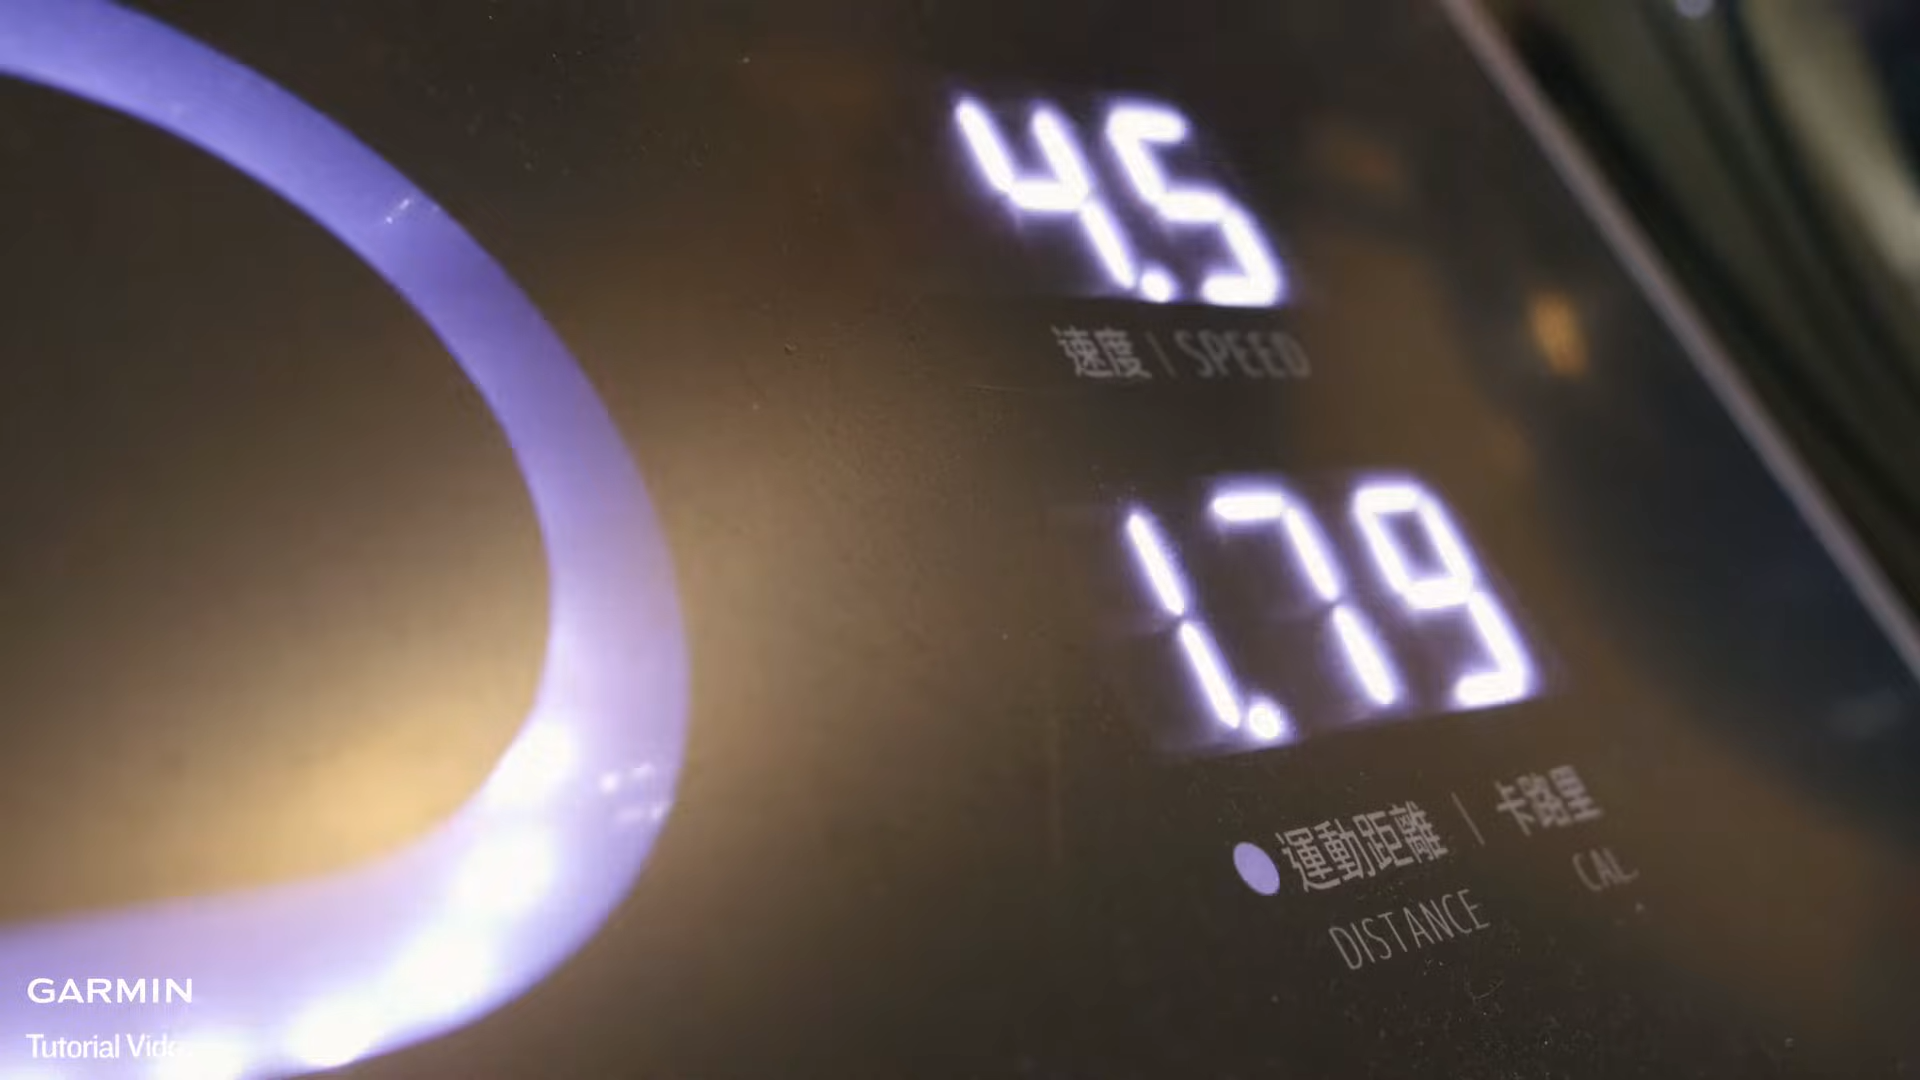 4.5
速度 | SPEED
1.79
運動距離 | 卡路里
DISTANCE CAL
GARMIN
Tutorial Video